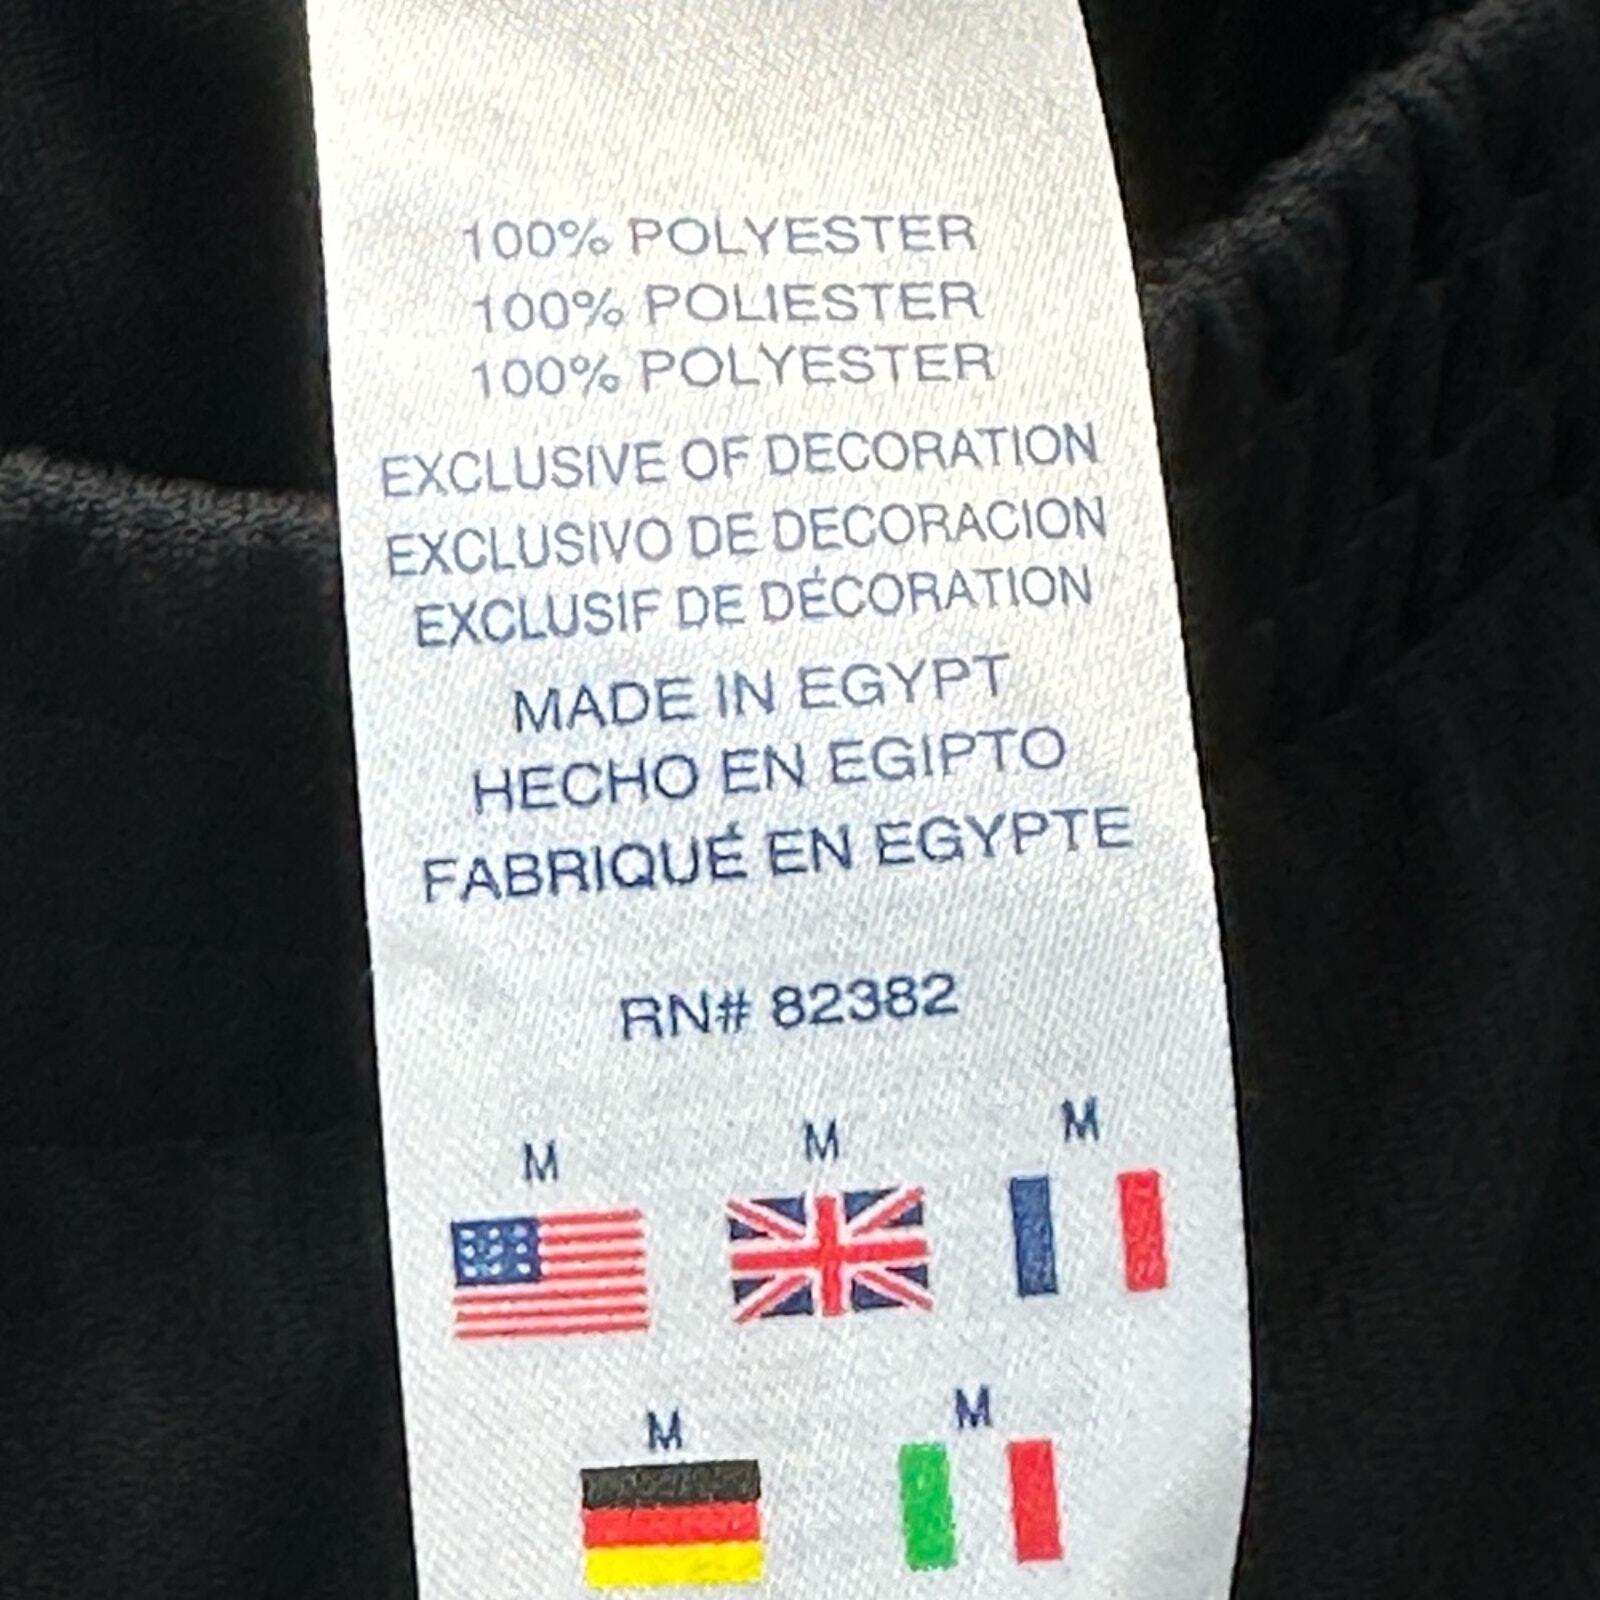 100% POLYESTER
100% POLIESTER
100% POLYESTER
EXCLUSIVE OF DECORATION
EXCLUSIVO DE DECORACION
EXCLUSIF DE DÉCORATION
MADE IN EGYPT
HECHO EN EGIPTO
FABRIQUÉ EN EGYPTE
RN# 82382
M M M
M M